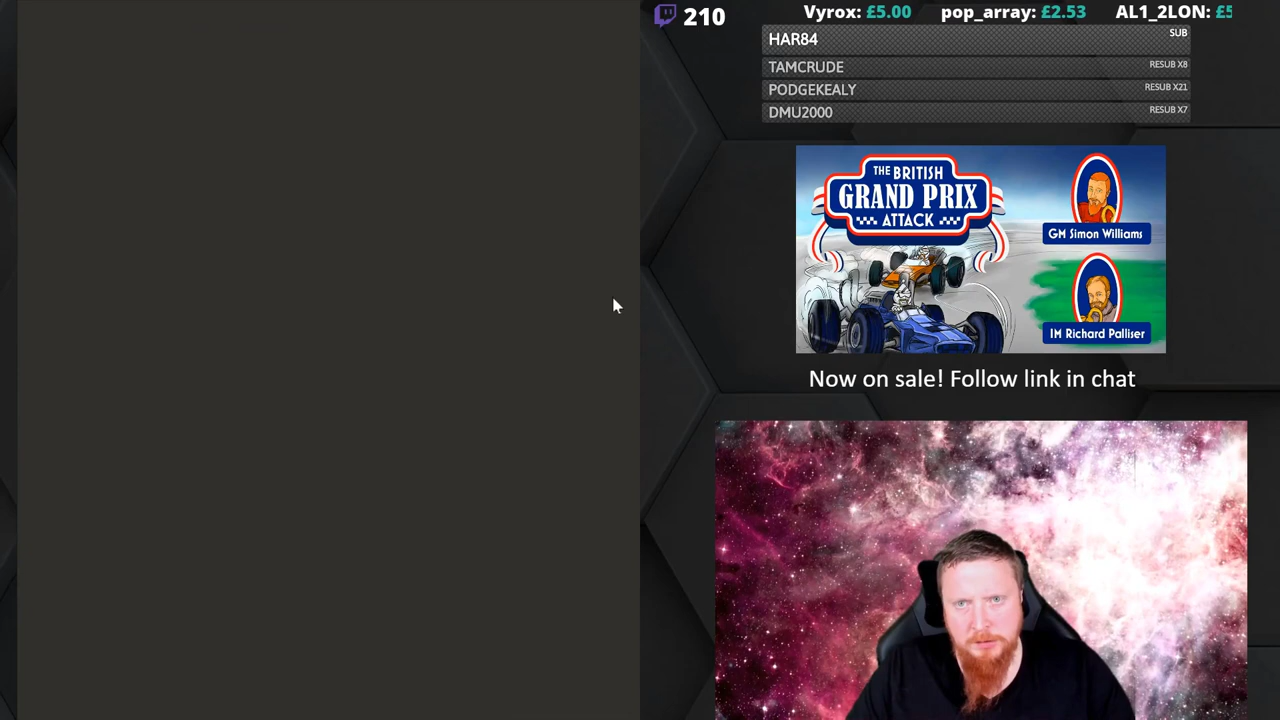 210
Vyrox: £5.00 pop_array: £2.53 AL1_2LON: £5
HAR84 SUB
TAMCRUDE RESUB X8
PODGEKEALY RESUB X21
DMU2000 RESUB X7
THE BRITISH
GRAND PRIX
ATTACK
GM Simon Williams
IM Richard Palliser
Now on sale! Follow link in chat